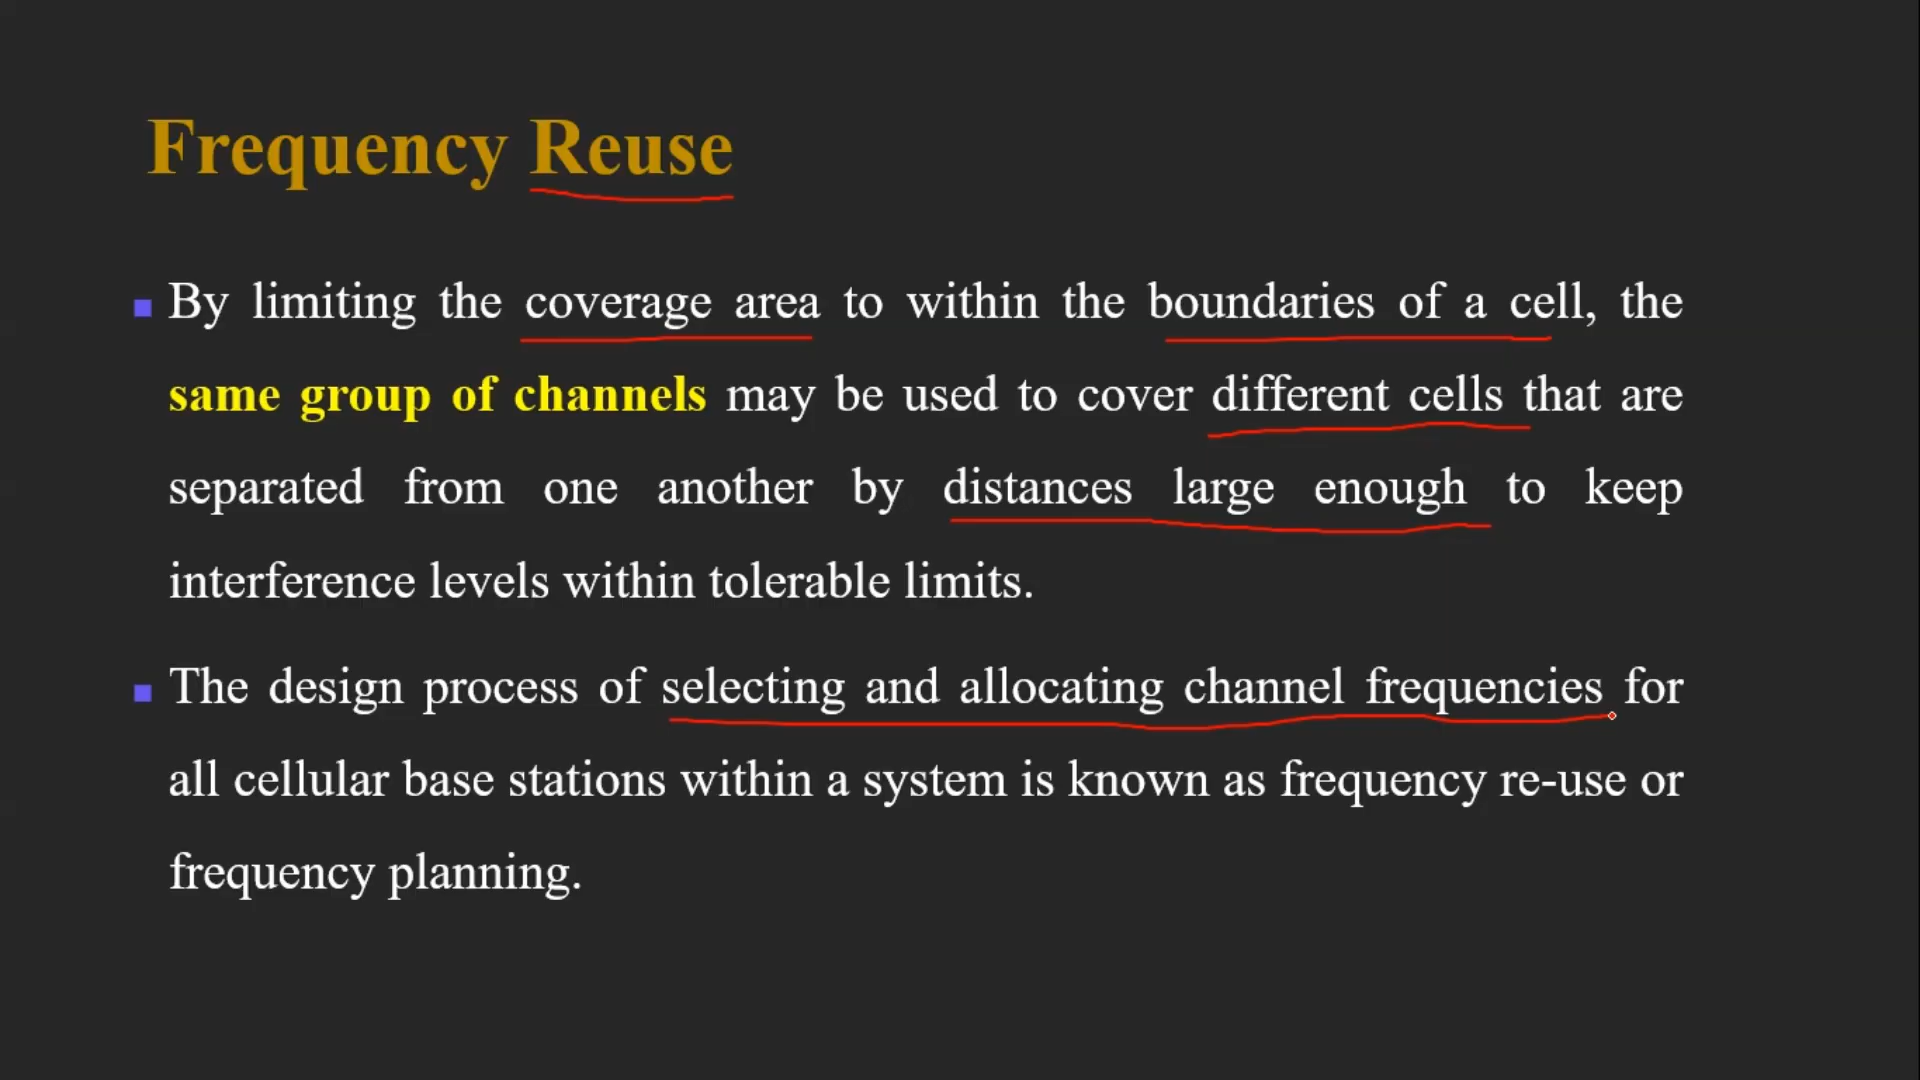 Frequency Reuse
By limiting the coverage area to within the boundaries of a cell, the
same group of channels may be used to cover different cells that are
separated from one another by distances large enough to keep
interference levels within tolerable limits.
The design process of selecting and allocating channel frequencies for
all cellular base stations within a system is known as frequency re-use or
frequency planning.